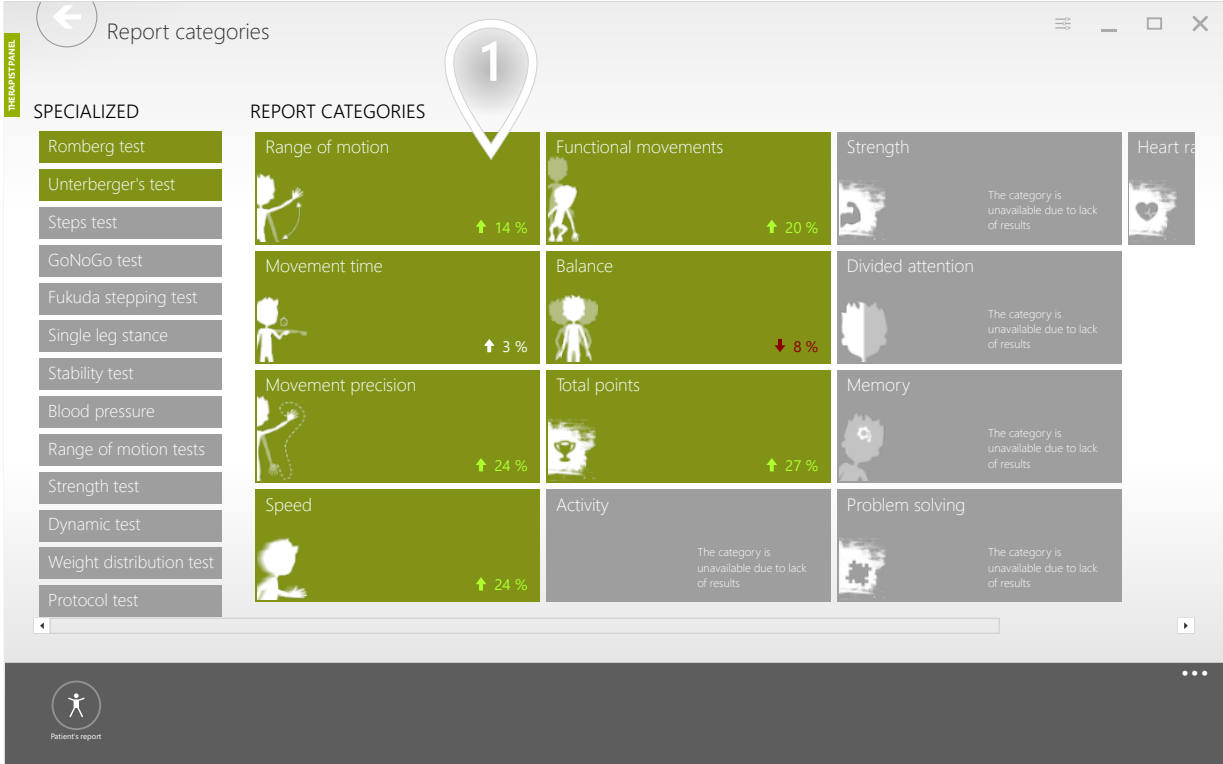 Report categories
1
THERAPIST PANEL
SPECIALIZED
Romberg test
Unterberger's test
Steps test
GoNoGo test
Fukuda stepping test
Single leg stance
Stability test
Blood pressure
Range of motion tests
Strength test
Dynamic test
Weight distribution test
Protocol test
REPORT CATEGORIES
Range of motion
14 %
Movement time
3 %
Movement precision
24 %
Speed
24 %
Functional movements
20 %
Balance
8 %
Total points
27 %
Activity
The category is
unavailable due to lack
of results
Strength
The category is
unavailable due to lack
of results
Divided attention
The category is
unavailable due to lack
of results
Memory
The category is
unavailable due to lack
of results
Problem solving
The category is
unavailable due to lack
of results
Heart ra
Patient's report